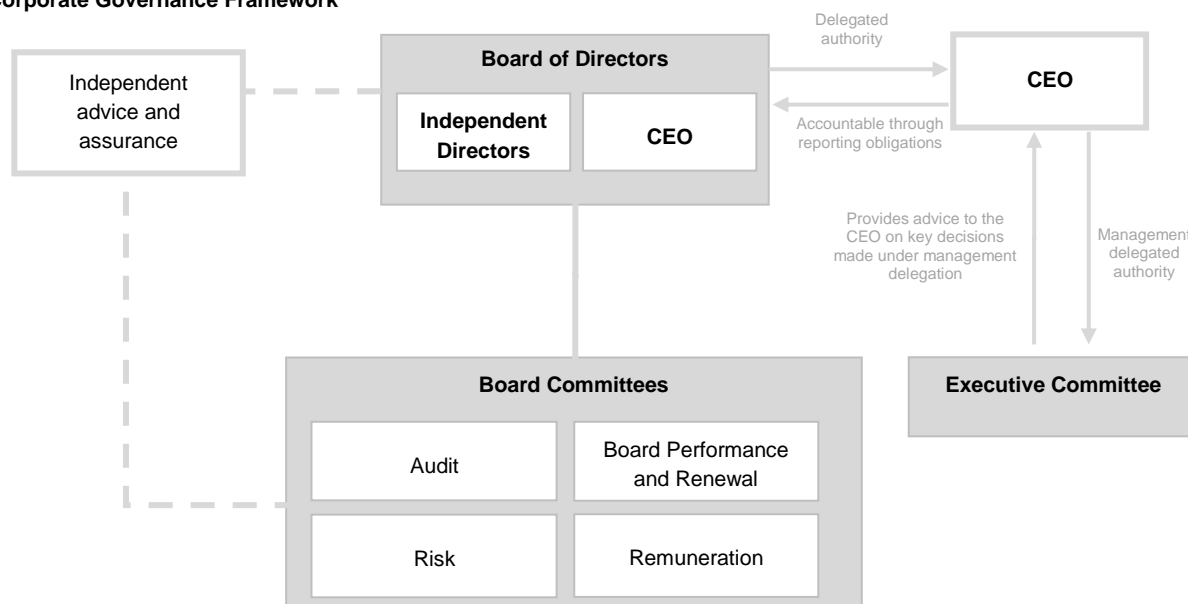 Corporate Governance Framework
Delegated
authority
Independent
advice and
assurance
Board of Directors
CEO
Independent
Directors
CEO
Accountable through
reporting obligations
Provides advice to the
CEO on key decisions
made under management
delegation
Management
delegated
authority
Board Committees
Executive Committee
Audit
Board Performance
and Renewal
Risk
Remuneration